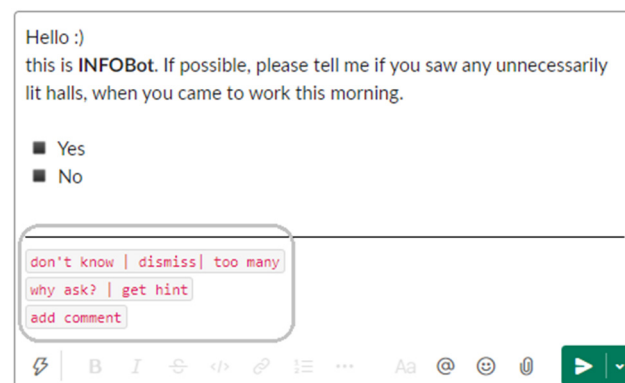 Hello :)
this is INFOBot. If possible, please tell me if you saw any unnecessarily
lit halls, when you came to work this morning.
Yes
No
don't know | dismiss| too many
why ask? | get hint
add comment
B I S </> Aa @